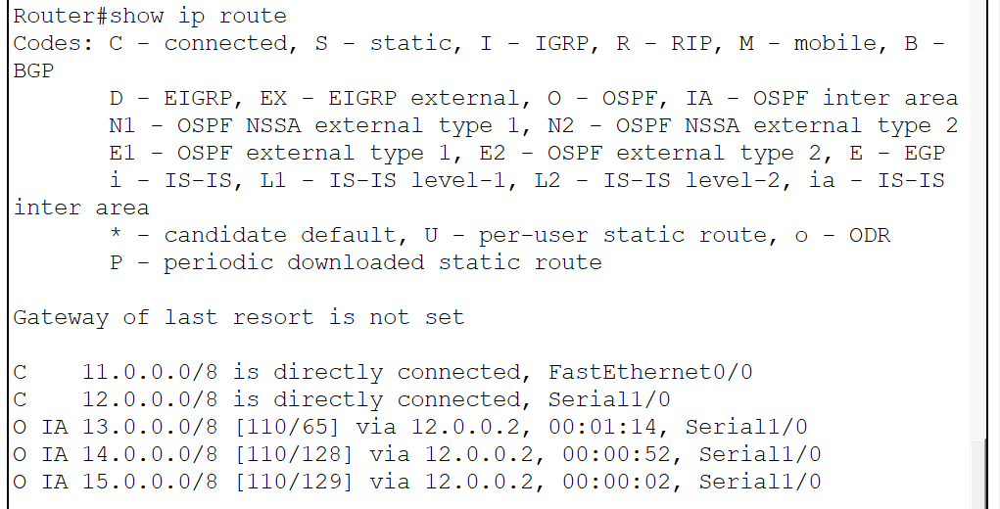 Router#show ip route
Codes: C - connected, S - static, I - IGRP, R - RIP, M - mobile, B -
BGP
       D - EIGRP, EX - EIGRP external, O - OSPF, IA - OSPF inter area
       N1 - OSPF NSSA external type 1, N2 - OSPF NSSA external type 2
       E1 - OSPF external type 1, E2 - OSPF external type 2, E - EGP
       i - IS-IS, L1 - IS-IS level-1, L2 - IS-IS level-2, ia - IS-IS
inter area
       * - candidate default, U - per-user static route, o - ODR
       P - periodic downloaded static route
Gateway of last resort is not set
C    11.0.0.0/8 is directly connected, FastEthernet0/0
C    12.0.0.0/8 is directly connected, Serial1/0
O IA 13.0.0.0/8 [110/65] via 12.0.0.2, 00:01:14, Serial1/0
O IA 14.0.0.0/8 [110/128] via 12.0.0.2, 00:00:52, Serial1/0
O IA 15.0.0.0/8 [110/129] via 12.0.0.2, 00:00:02, Serial1/0